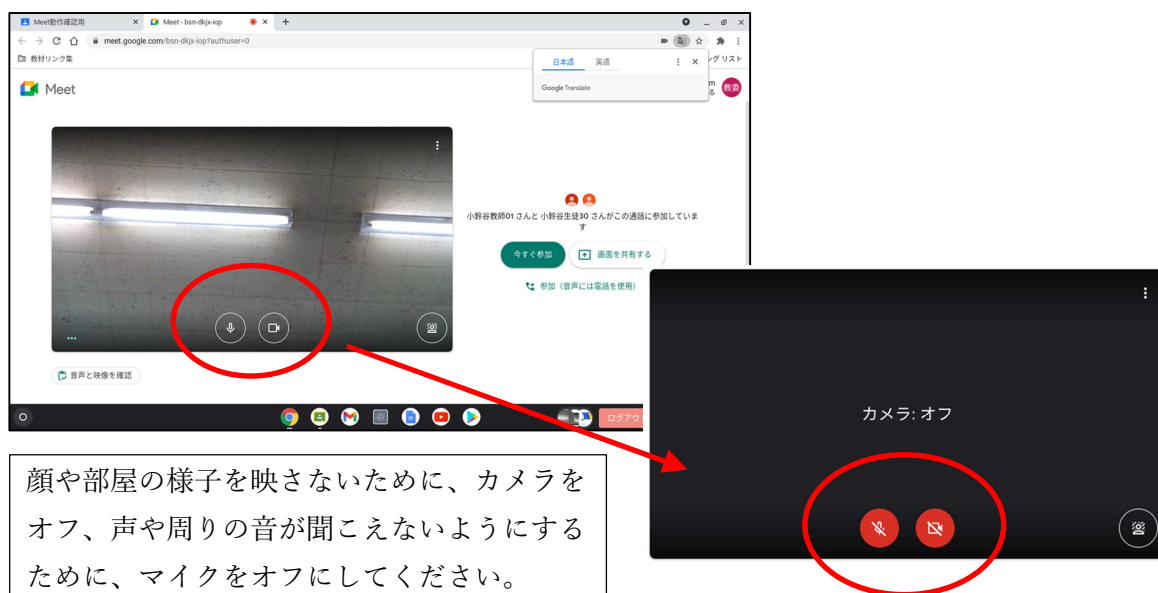 Meet動作確認用
Meet - bsn-dkjx-iop
meet.google.com/bsn-dkjx-iop?authuser=0
教材リンク集
日本語 英語
Google Translate
グ リスト
Meet
m
る
教委
小鈴谷教師01 さんと 小鈴谷生徒30 さんがこの通話に参加していま
す
今すぐ参加
画面を共有する
参加（音声には電話を使用）
音声と映像を確認
ログアウ
カメラ: オフ
顔や部屋の様子を映さないために、カメラを
オフ、声や周りの音が聞こえないようにする
ために、マイクをオフにしてください。